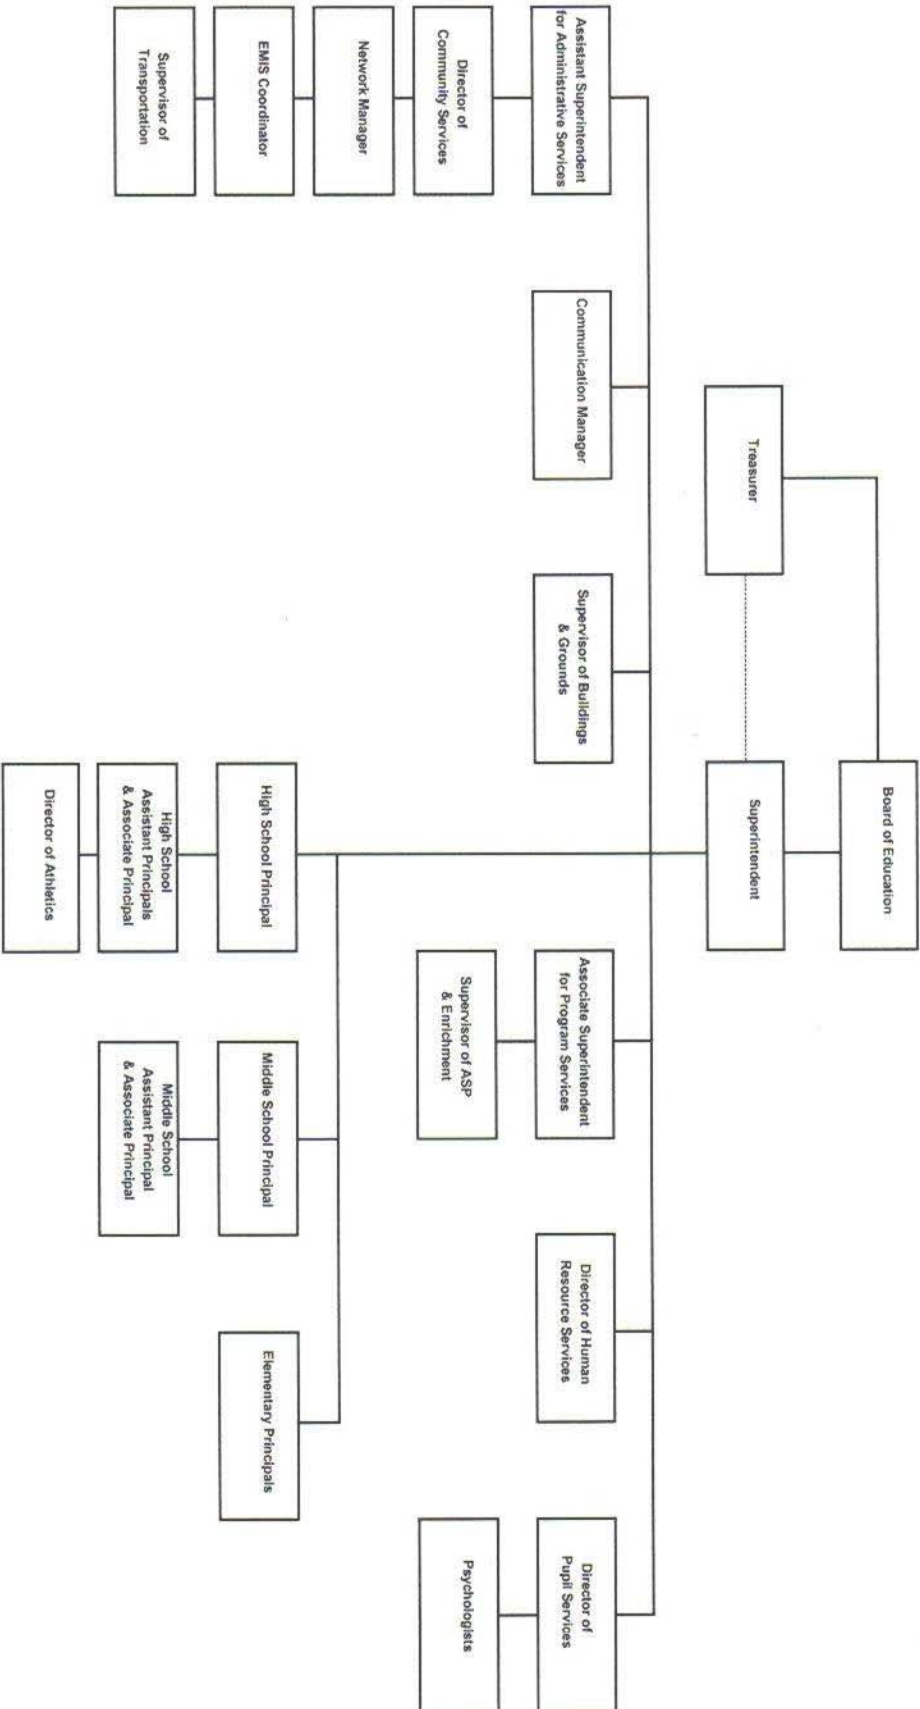 Board of Education
Treasurer
Superintendent
Assistant Superintendent
for Administrative Services
Communication Manager
Supervisor of Buildings
& Grounds
Associate Superintendent
for Program Services
Director of Human
Resource Services
Director of
Pupil Services
Director of
Community Services
Supervisor of ASP
& Enrichment
Psychologists
Network Manager
EMIS Coordinator
High School Principal
Middle School Principal
Elementary Principals
Supervisor of
Transportation
High School
Assistant Principals
& Associate Principal
Middle School
Assistant Principal
& Associate Principal
Director of Athletics